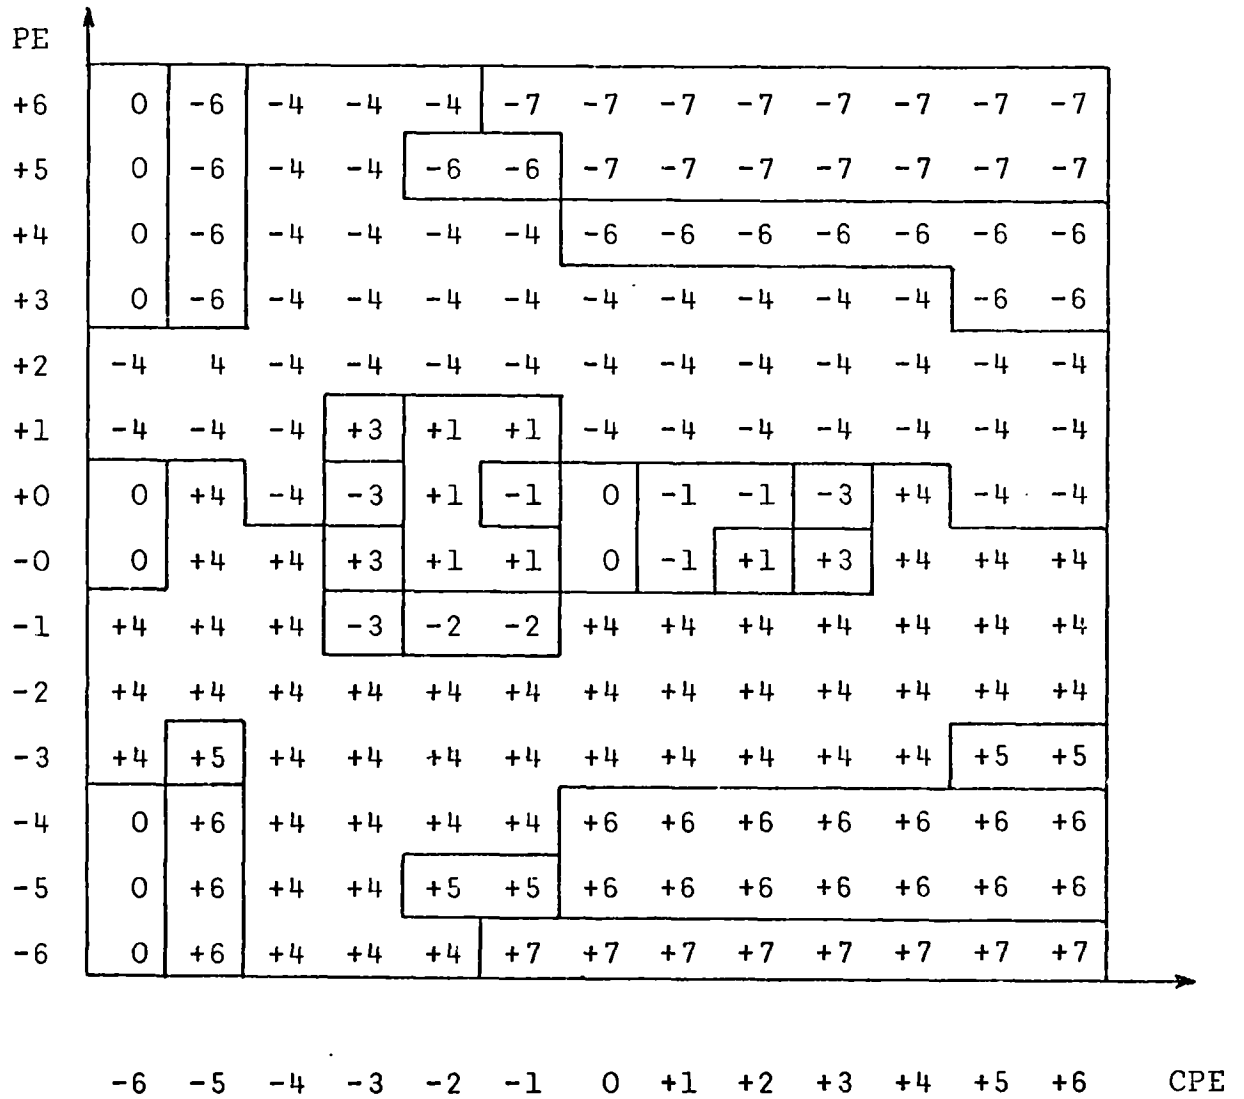 PE
+6 0 -6 -4 -4 -4 -7 -7 -7 -7 -7 -7 -7 -7
+5 0 -6 -4 -4 -6 -6 -7 -7 -7 -7 -7 -7 -7
+4 0 -6 -4 -4 -4 -4 -6 -6 -6 -6 -6 -6 -6
+3 0 -6 -4 -4 -4 -4 -4 -4 -4 -4 -4 -6 -6
+2 -4 4 -4 -4 -4 -4 -4 -4 -4 -4 -4 -4 -4
+1 -4 -4 -4 +3 +1 +1 -4 -4 -4 -4 -4 -4 -4
+0 0 +4 -4 -3 +1 -1 0 -1 -1 -3 +4 -4 -4
-0 0 +4 +4 +3 +1 +1 0 -1 +1 +3 +4 +4 +4
-1 +4 +4 +4 -3 -2 -2 +4 +4 +4 +4 +4 +4 +4
-2 +4 +4 +4 +4 +4 +4 +4 +4 +4 +4 +4 +4 +4
-3 +4 +5 +4 +4 +4 +4 +4 +4 +4 +4 +4 +5 +5
-4 0 +6 +4 +4 +4 +4 +6 +6 +6 +6 +6 +6 +6
-5 0 +6 +4 +4 +5 +5 +6 +6 +6 +6 +6 +6 +6
-6 0 +6 +4 +4 +4 +7 +7 +7 +7 +7 +7 +7 +7
-6 -5 -4 -3 -2 -1 0 +1 +2 +3 +4 +5 +6 CPE